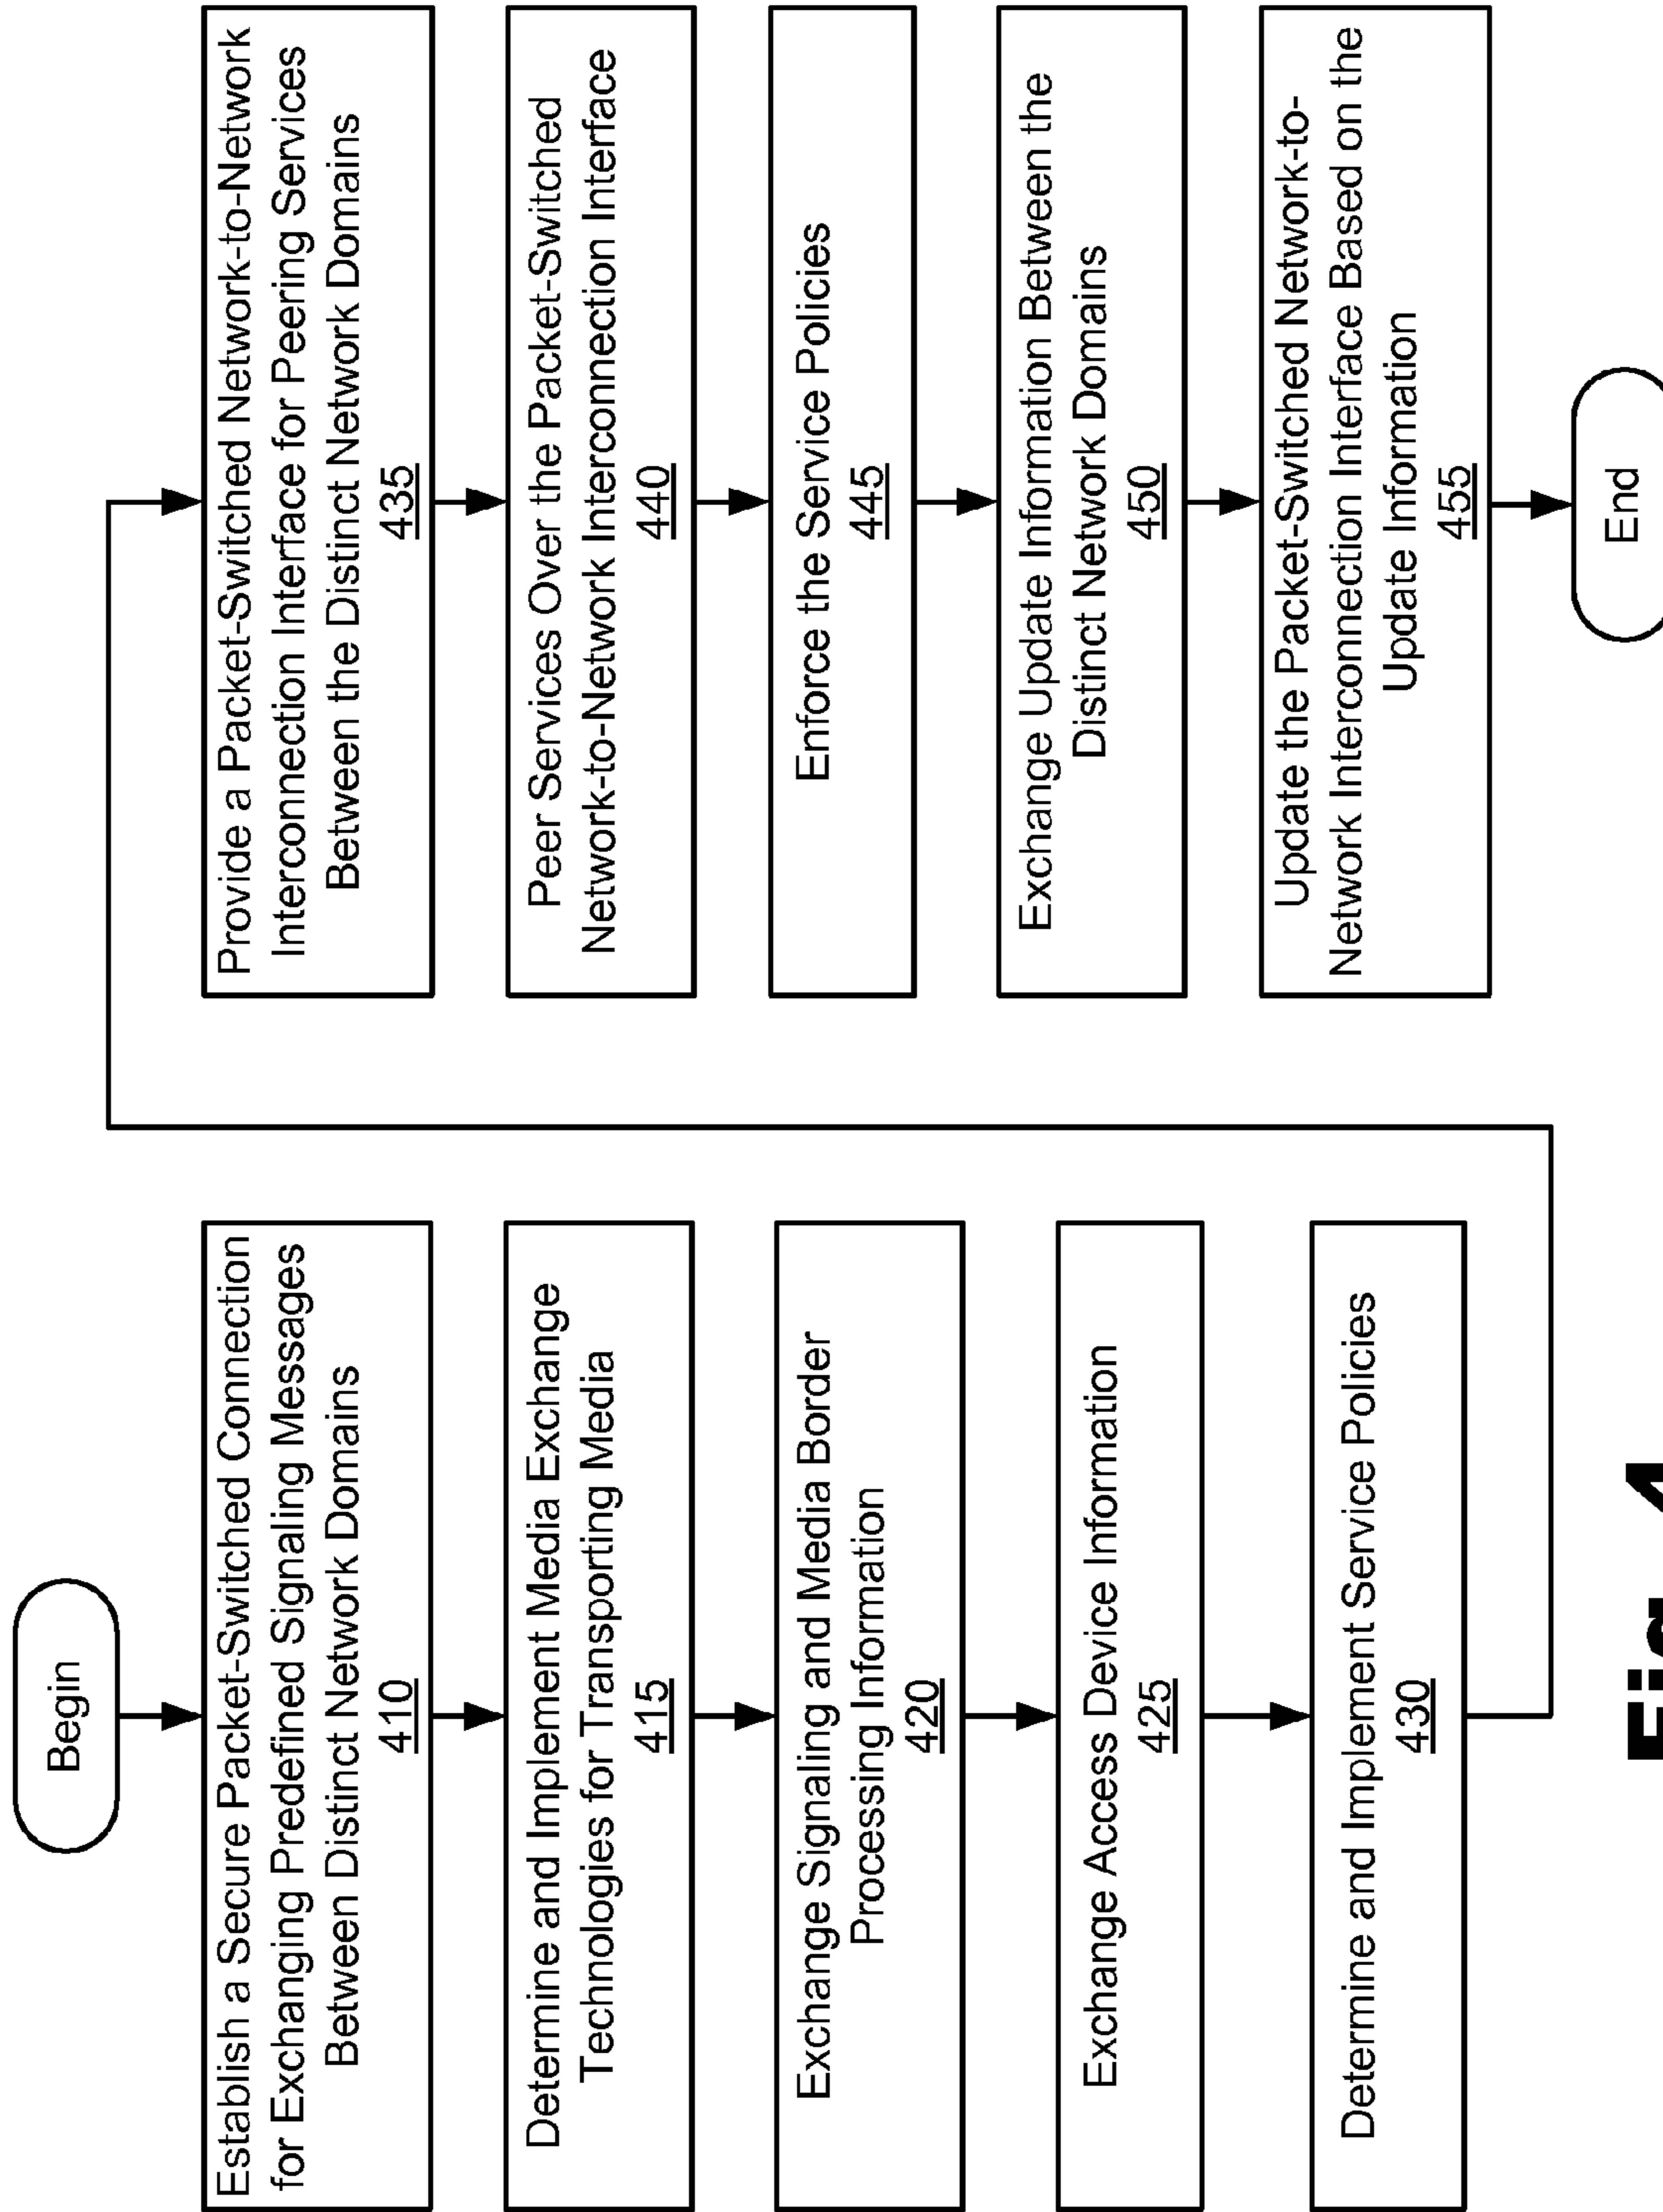 Begin
Establish a Secure Packet-Switched Connection
for Exchanging Predefined Signaling Messages
Between Distinct Network Domains
410
Determine and Implement Media Exchange
Technologies for Transporting Media
415
Exchange Signaling and Media Border
Processing Information
420
Exchange Access Device Information
425
Determine and Implement Service Policies
430
Provide a Packet-Switched Network-to-Network
Interconnection Interface for Peering Services
Between the Distinct Network Domains
435
Peer Services Over the Packet-Switched
Network-to-Network Interconnection Interface
440
Enforce the Service Policies
445
Exchange Update Information Between the
Distinct Network Domains
450
Update the Packet-Switched Network-to-
Network Interconnection Interface Based on the
Update Information
455
End
Fig. 4